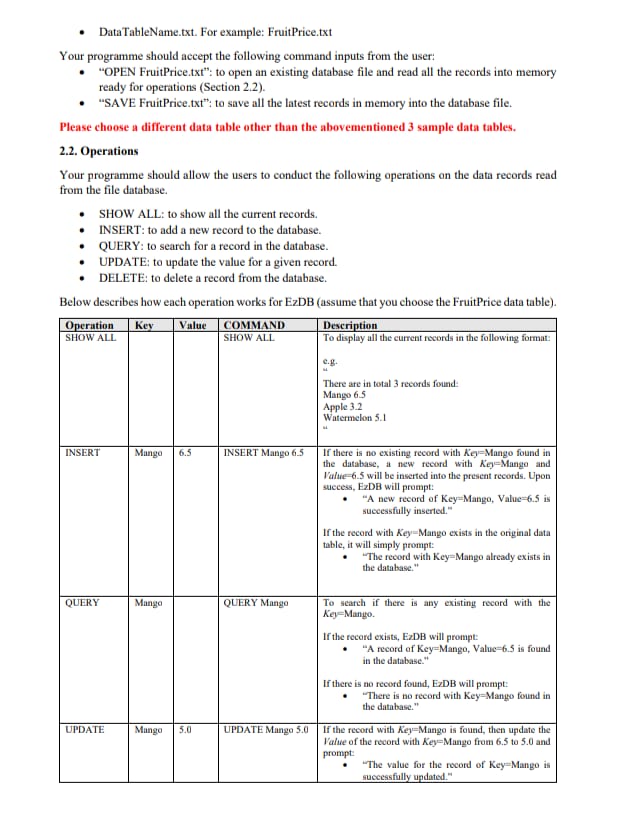 • DataTableName.txt. For example: FruitPrice.txt
Your programme should accept the following command inputs from the user:
• “OPEN FruitPrice.txt”: to open an existing database file and read all the records into memory
ready for operations (Section 2.2).
• “SAVE FruitPrice.txt”: to save all the latest records in memory into the database file.
Please choose a different data table other than the abovementioned 3 sample data tables.
2.2. Operations
Your programme should allow the users to conduct the following operations on the data records read
from the file database.
• SHOW ALL: to show all the current records.
• INSERT: to add a new record to the database.
• QUERY: to search for a record in the database.
• UPDATE: to update the value for a given record.
• DELETE: to delete a record from the database.
Below describes how each operation works for EzDB (assume that you choose the FruitPrice data table).
Operation Key Value COMMAND Description
SHOW ALL SHOW ALL To display all the current records in the following format:
e.g.
“
There are in total 3 records found:
Mango 6.5
Apple 3.2
Watermelon 5.1
“
INSERT Mango 6.5 INSERT Mango 6.5 If there is no existing record with Key=Mango found in
the database, a new record with Key=Mango and
Value=6.5 will be inserted into the present records. Upon
success, EzDB will prompt:
• “A new record of Key=Mango, Value=6.5 is
successfully inserted.”
If the record with Key=Mango exists in the original data
table, it will simply prompt:
• “The record with Key=Mango already exists in
the database.”
QUERY Mango QUERY Mango To search if there is any existing record with the
Key=Mango.
If the record exists, EzDB will prompt:
• “A record of Key=Mango, Value=6.5 is found
in the database.”
If there is no record found, EzDB will prompt:
• “There is no record with Key=Mango found in
the database.”
UPDATE Mango 5.0 UPDATE Mango 5.0 If the record with Key=Mango is found, then update the
Value of the record with Key=Mango from 6.5 to 5.0 and
prompt:
• “The value for the record of Key=Mango is
successfully updated.”